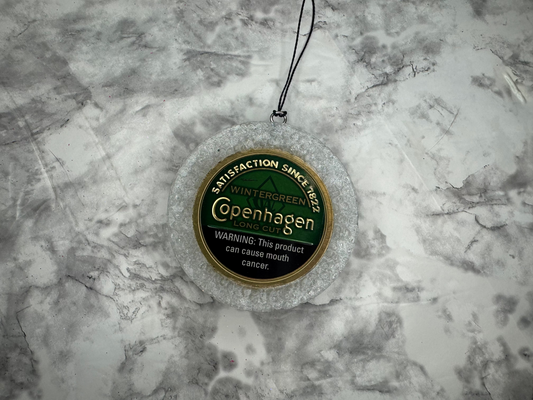 SATISFACTION SINCE 1822
WINTERGREEN
Copenhagen
LONG CUT
WARNING: This product
can cause mouth
cancer.